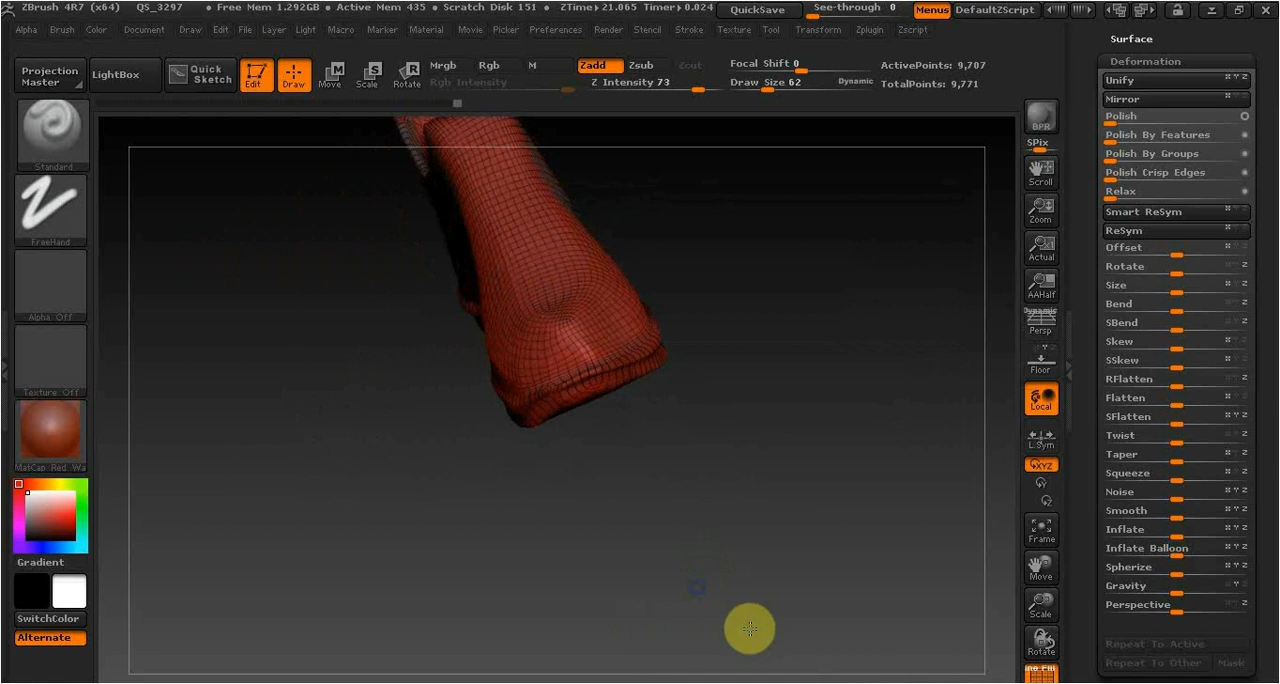 ZBrush 4R7 (x64) QS_3297 • Free Mem 1.292GB • Active Mem 435 • Scratch Disk 151 • ZTime▸21.065 Timer▸0.024 QuickSave See-through 0 Menus DefaultZScript
Alpha Brush Color Document Draw Edit File Layer Light Macro Marker Material Movie Picker Preferences Render Stencil Stroke Texture Tool Transform Zplugin Zscript
Projection Master
LightBox
Quick Sketch
Edit
Draw
Move
Scale
Rotate
Mrgb Rgb M
Rgb Intensity
Zadd Zsub Zcut
Z Intensity 73
Focal Shift 0
Draw Size 62 Dynamic
ActivePoints: 9,707
TotalPoints: 9,771
Standard
FreeHand
Alpha Off
Texture Off
MatCap Red Wa
Gradient
SwitchColor
Alternate
BPR
SPix
Scroll
Zoom
Actual
AAHalf
Dynamic
Persp
Floor
Local
L.Sym
XYZ
Y
Z
Frame
Move
Scale
Rotate
Surface
Deformation
Unify X Y Z
Mirror X Y Z
Polish
Polish By Features
Polish By Groups
Polish Crisp Edges
Relax
Smart ReSym X Y Z
ReSym X Y Z
Offset X Y Z
Rotate X Y Z
Size X Y Z
Bend X Y Z
SBend X Y Z
Skew X Y Z
SSkew X Y Z
RFlatten X Y Z
Flatten X Y Z
SFlatten X Y Z
Twist X Y Z
Taper X Y Z
Squeeze X Y Z
Noise X Y Z
Smooth X Y Z
Inflate X Y Z
Inflate Balloon X Y Z
Spherize X Y Z
Gravity X Y Z
Perspective X Y Z
Repeat To Active
Repeat To Other Mask